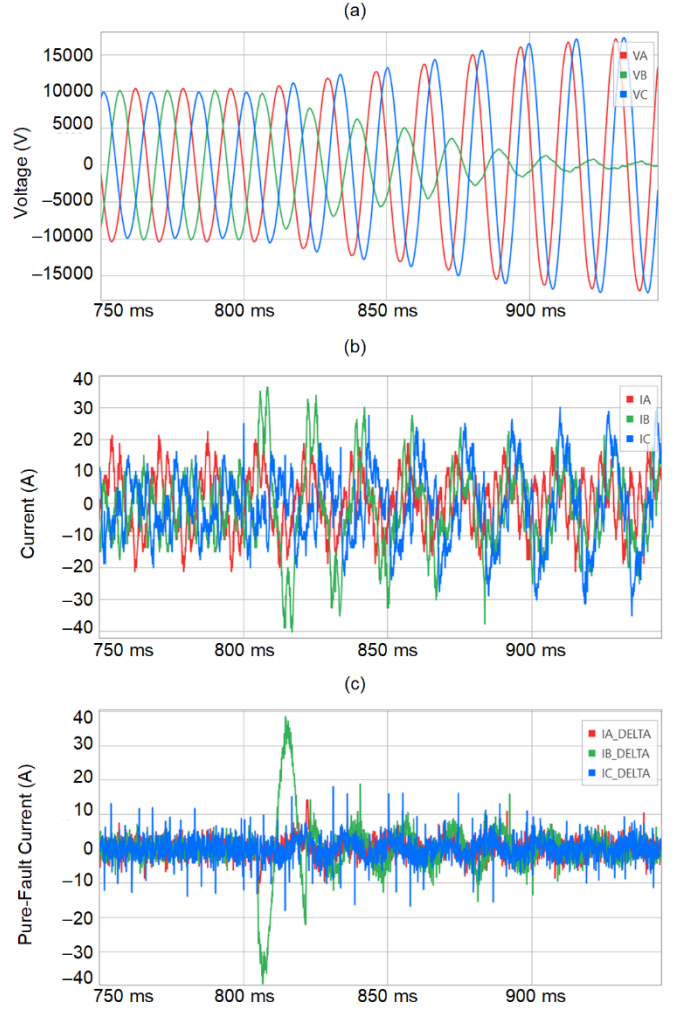 (a)
Voltage (V)
15000
10000
5000
0
−5000
−10000
−15000
VA
VB
VC
750 ms
800 ms
850 ms
900 ms
(b)
Current (A)
40
30
20
10
0
−10
−20
−30
−40
IA
IB
IC
750 ms
800 ms
850 ms
900 ms
(c)
Pure-Fault Current (A)
40
30
20
10
0
−10
−20
−30
−40
IA_DELTA
IB_DELTA
IC_DELTA
750 ms
800 ms
850 ms
900 ms